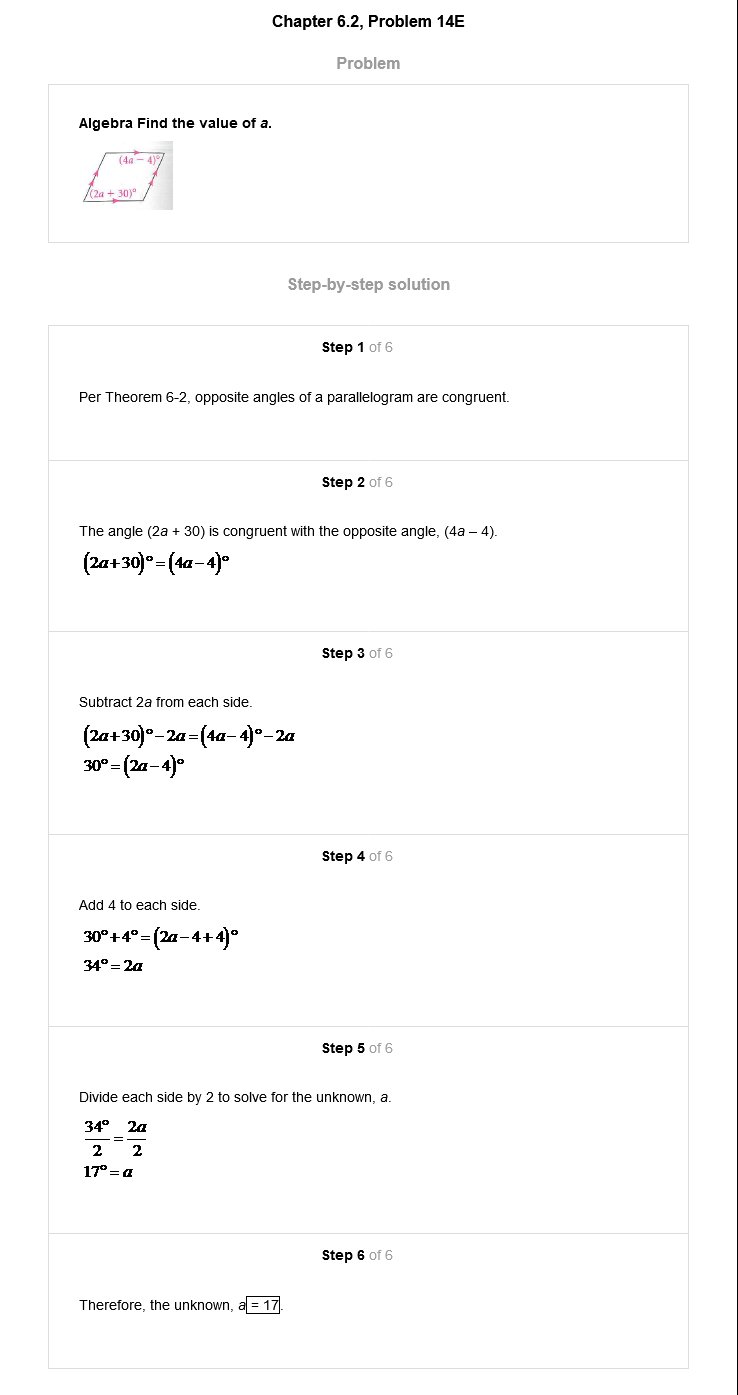 Chapter 6.2, Problem 14E
Problem
Algebra Find the value of a.
(4a − 4)°
(2a + 30)°
Step-by-step solution
Step 1 of 6
Per Theorem 6-2, opposite angles of a parallelogram are congruent.
Step 2 of 6
The angle (2a + 30) is congruent with the opposite angle, (4a – 4).
(2a+30)°=(4a−4)°
Step 3 of 6
Subtract 2a from each side.
(2a+30)°−2a=(4a−4)°−2a
30°=(2a−4)°
Step 4 of 6
Add 4 to each side.
30°+4°=(2a−4+4)°
34°=2a
Step 5 of 6
Divide each side by 2 to solve for the unknown, a.
34°/2=2a/2
17°=a
Step 6 of 6
Therefore, the unknown, a = 17.